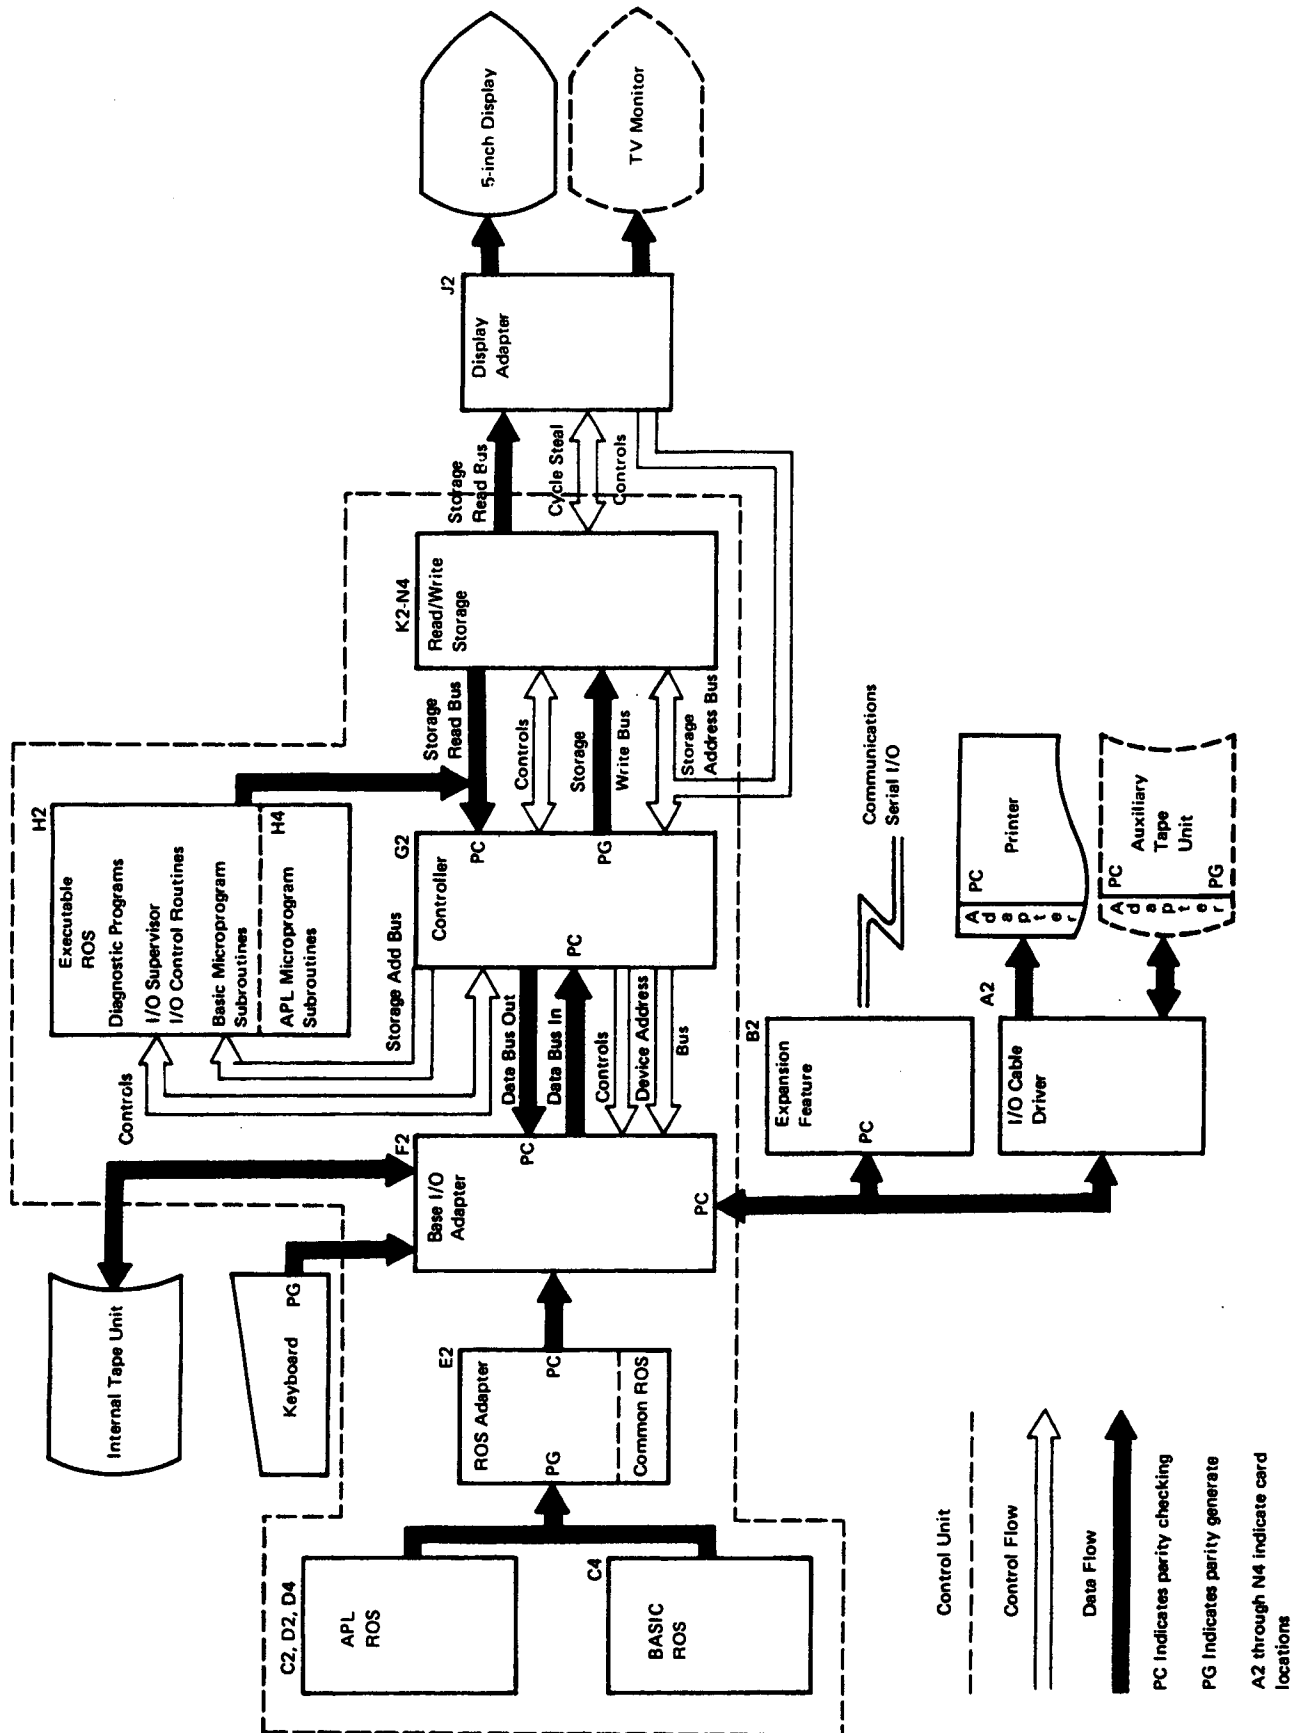 C2, D2, D4
APL
ROS
C4
BASIC
ROS
E2
ROS Adapter
PG
PC
Common ROS
Internal Tape Unit
Keyboard
PG
F2
Base I/O
Adapter
PC
PC
Controls
H2
Executable
ROS
Diagnostic Programs
I/O Supervisor
I/O Control Routines
Basic Microprogram
Subroutines
H4
APL Microprogram
Subroutines
Storage Add Bus
Data Bus Out
Data Bus In
Controls
Device Address
Bus
G2
Controller
PC
PG
PC
Storage
Read Bus
Controls
Storage
Write Bus
Storage
Address Bus
K2-N4
Read/Write
Storage
Storage
Read Bus
Cycle Steal
Controls
J2
Display
Adapter
5-inch Display
TV Monitor
B2
Expansion
Feature
PC
Communications
Serial I/O
A2
I/O Cable
Driver
Adapter
PC
Printer
Adapter
PC
Auxiliary
Tape
Unit
PG
Control Unit
Control Flow
Data Flow
PC Indicates parity checking
PG Indicates parity generate
A2 through N4 indicate card
locations